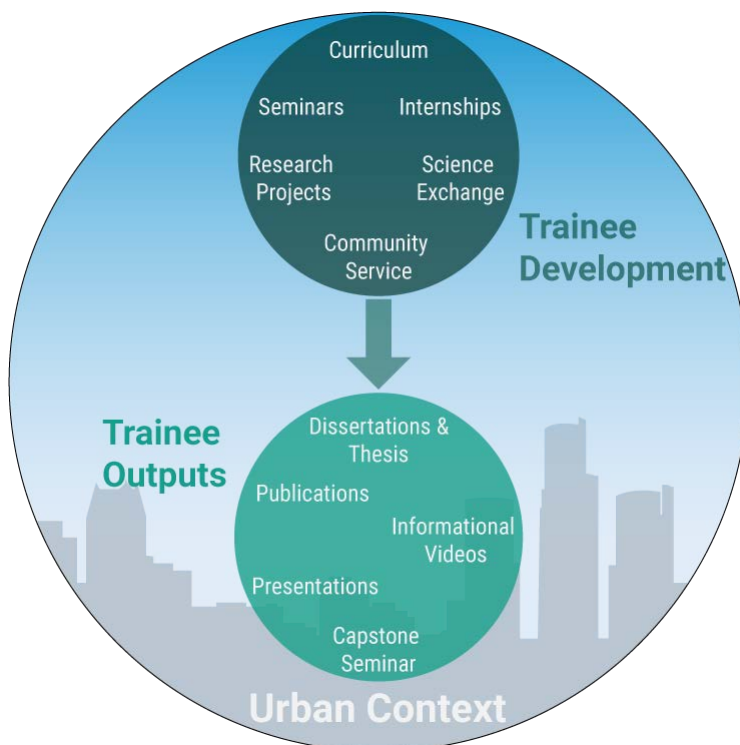 Curriculum
Seminars
Internships
Research
Projects
Science
Exchange
Community
Service
Trainee
Development
Trainee
Outputs
Dissertations &
Thesis
Publications
Informational
Videos
Presentations
Capstone
Seminar
Urban Context